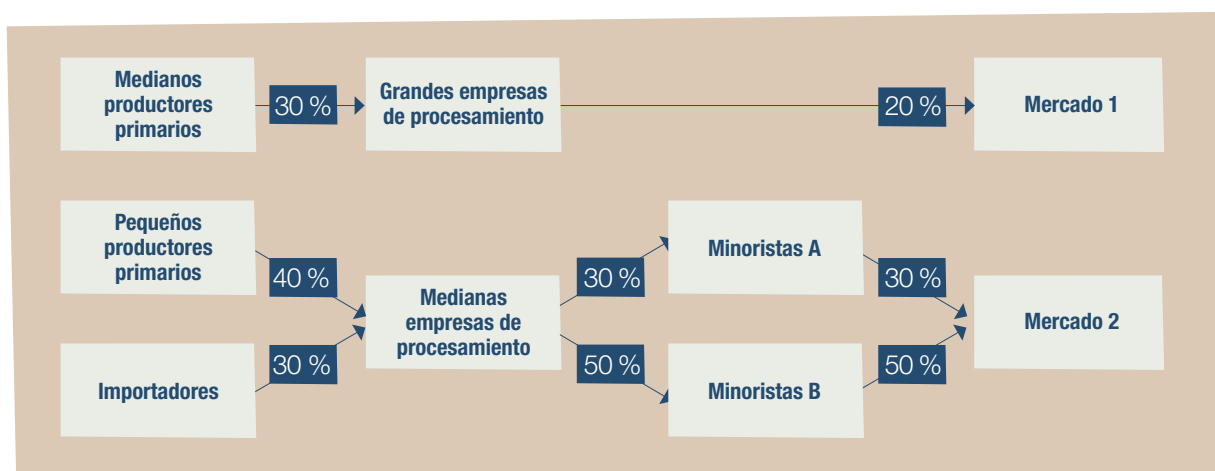 Medianos
productores
primarios
30 %
Grandes empresas
de procesamiento
20 %
Mercado 1
Pequeños
productores
primarios
40 %
Importadores
30 %
Medianas
empresas de
procesamiento
30 %
50 %
Minoristas A
Minoristas B
30 %
50 %
Mercado 2